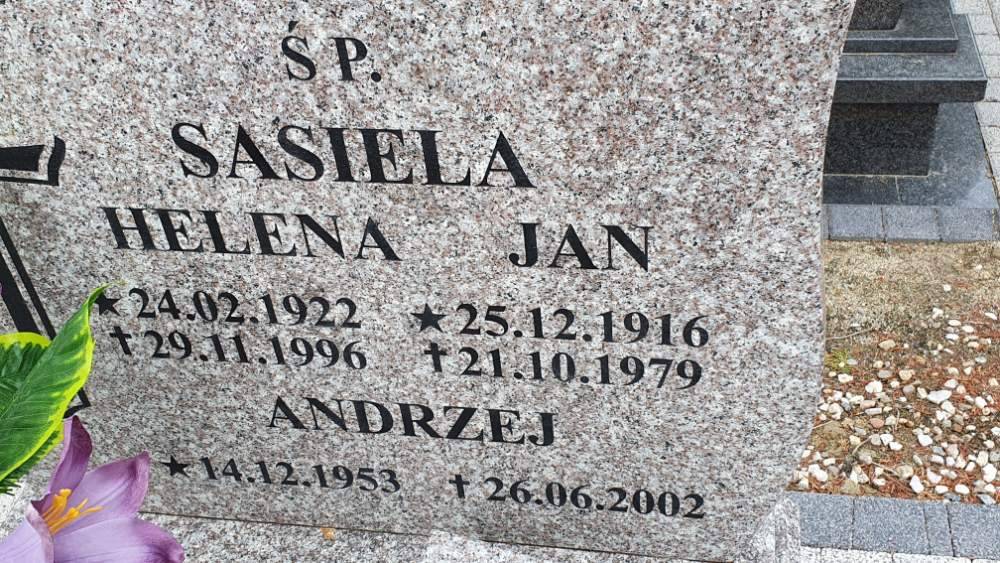 Ś P.
SASIELA
HELENA JAN
★24.02.1922 ★25.12.1916
✝29.11.1996 ✝21.10.1979
ANDRZEJ
★14.12.1953 ✝26.06.2002